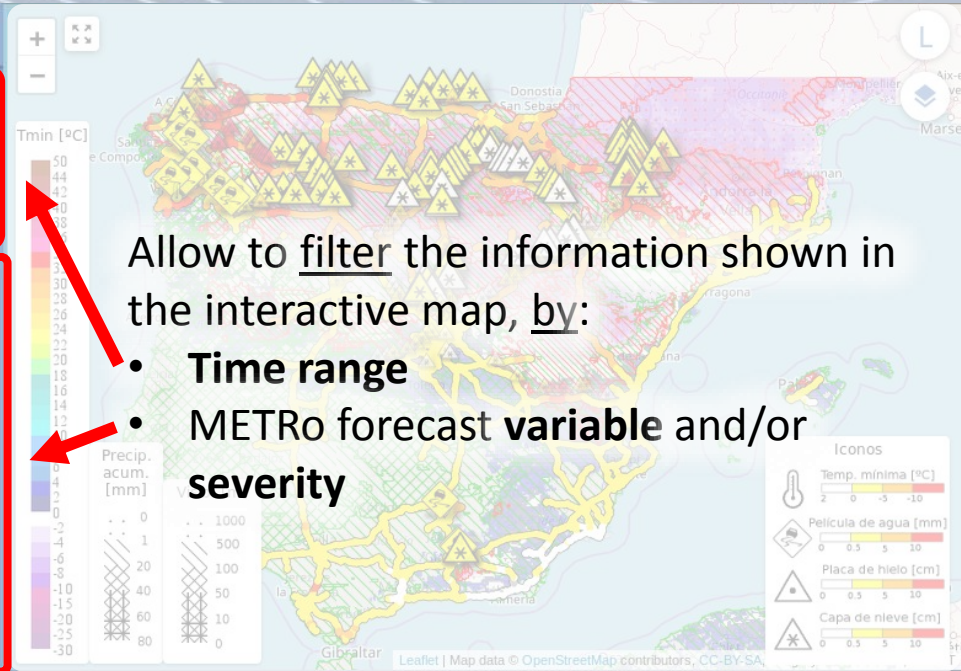 +
−
L
Donostia
San Sebas
Occitanie
Marse
Tmin [ºC]
50
44
42
40
38
30
28
26
24
22
20
18
16
14
12
10
6
4
2
0
-2
-4
-6
-8
-10
-15
-20
-25
-30
Allow to filter the information shown in
the interactive map, by:
• Time range
• METRo forecast variable and/or
severity
Precip.
acum.
[mm]
0
1
20
40
60
80
1000
500
100
50
10
0
Iconos
Temp. mínima [ºC]
2 0 -5 -10
Película de agua [mm]
0 0.5 5 10
Placa de hielo [cm]
0 0.5 5 10
Capa de nieve [cm]
0 0.5 5 10
Gibraltar
Leaflet | Map data © OpenStreetMap contributors, CC-BY-SA,